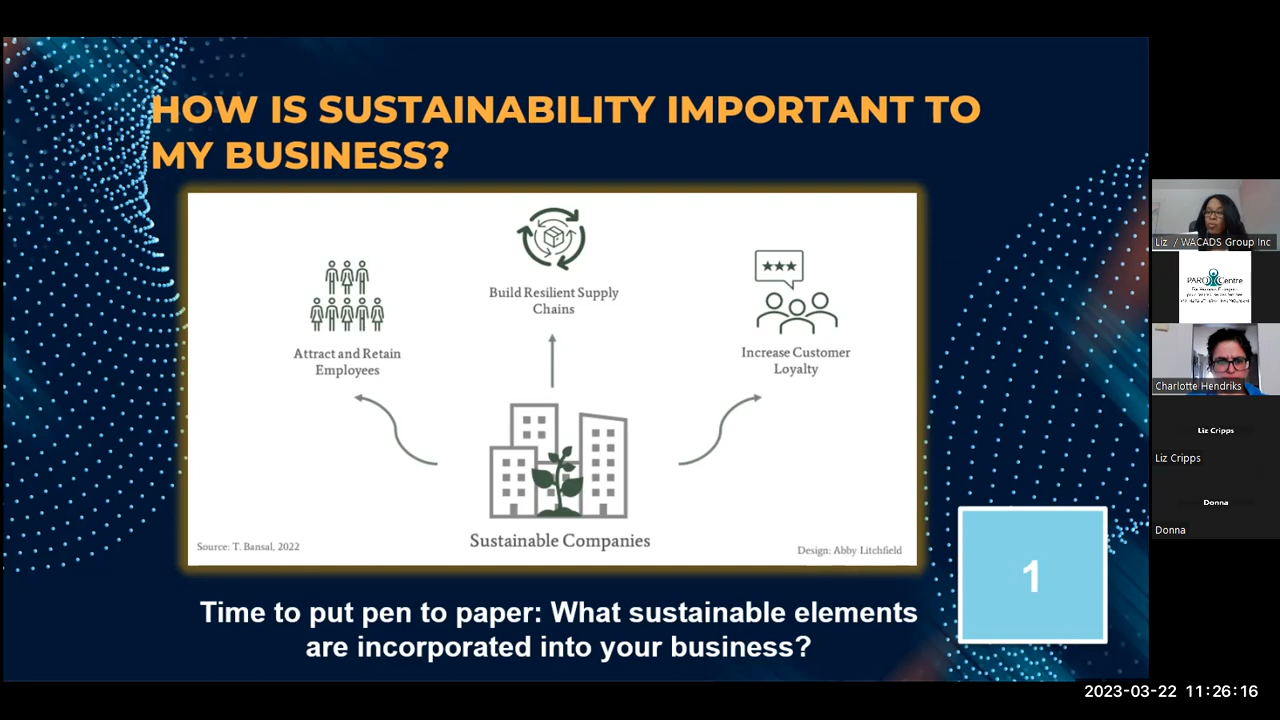 HOW IS SUSTAINABILITY IMPORTANT TO
MY BUSINESS?
Build Resilient Supply
Chains
Attract and Retain
Employees
Increase Customer
Loyalty
Sustainable Companies
Source: T. Bansal, 2022
Design: Abby Litchfield
1
Time to put pen to paper: What sustainable elements
are incorporated into your business?
Liz / WACADS Group Inc
PARO Centre
Charlotte Hendriks
Liz Cripps
Liz Cripps
Donna
Donna
2023-03-22 11:26:16